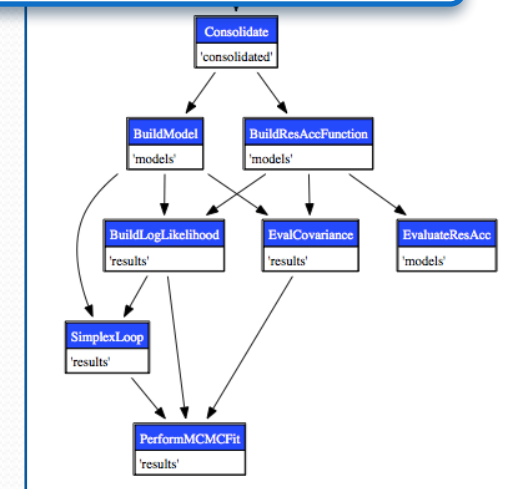 Consolidate
'consolidated'
BuildModel
'models'
BuildResAccFunction
'models'
BuildLogLikelihood
'results'
EvalCovariance
'results'
EvaluateResAcc
'models'
SimplexLoop
'results'
PerformMCMCFit
'results'